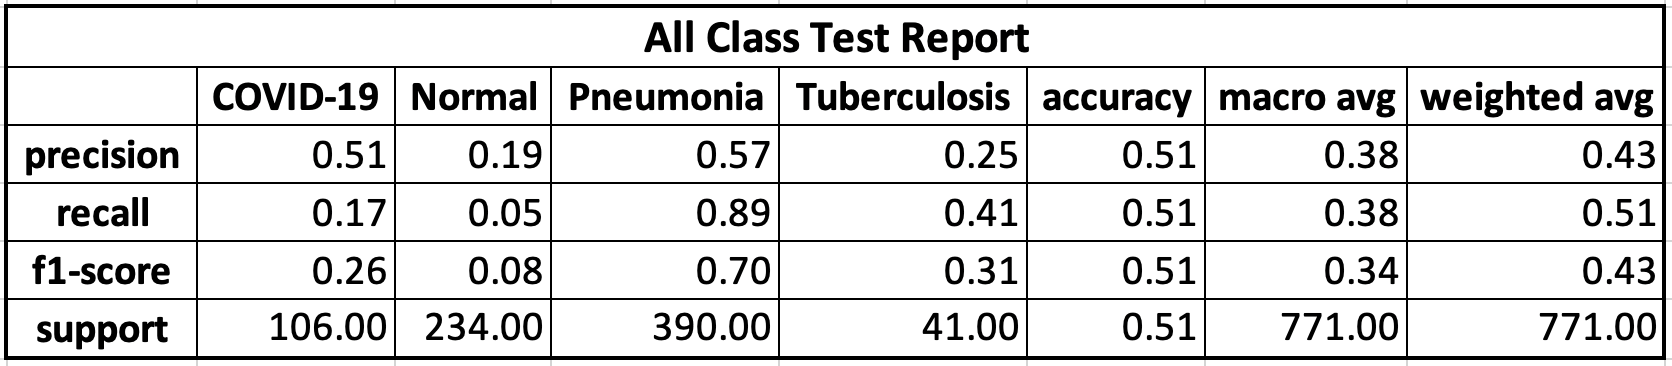 All Class Test Report
COVID-19 Normal Pneumonia Tuberculosis accuracy macro avg weighted avg
precision 0.51 0.19 0.57 0.25 0.51 0.38 0.43
recall 0.17 0.05 0.89 0.41 0.51 0.38 0.51
f1-score 0.26 0.08 0.70 0.31 0.51 0.34 0.43
support 106.00 234.00 390.00 41.00 0.51 771.00 771.00